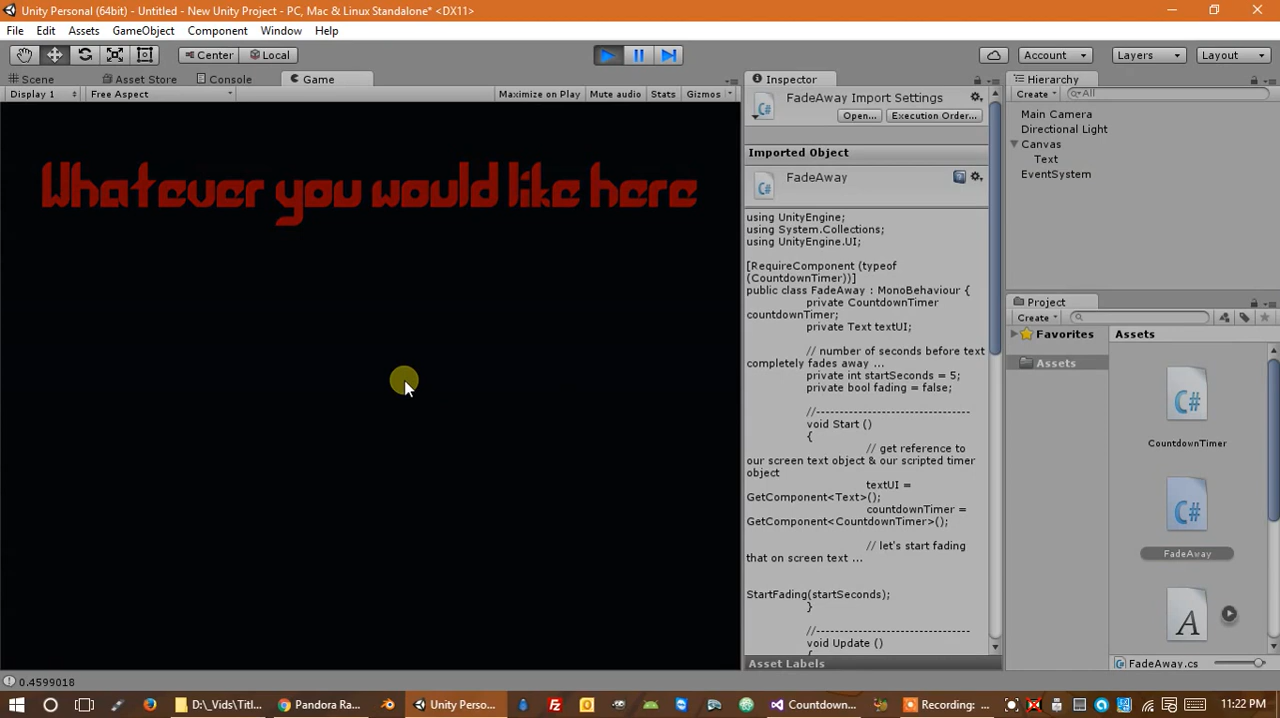 Unity Personal (64bit) - Untitled - New Unity Project - PC, Mac & Linux Standalone* <DX11>
File Edit Assets GameObject Component Window Help
Center Local Account Layers Layout
Scene Asset Store Console Game Inspector Hierarchy
Display 1 Free Aspect Maximize on Play Mute audio Stats Gizmos
Create All
FadeAway Import Settings
Open... Execution Order...
Imported Object
FadeAway
using UnityEngine;
using System.Collections;
using UnityEngine.UI;
[RequireComponent (typeof
(CountdownTimer))]
public class FadeAway : MonoBehaviour {
private CountdownTimer
countdownTimer;
private Text textUI;
// number of seconds before text
completely fades away ...
private int startSeconds = 5;
private bool fading = false;
//----------------------------------
void Start ()
{
// get reference to
our screen text object & our scripted timer
object
textUI =
GetComponent<Text>();
countdownTimer =
GetComponent<CountdownTimer>();
// let's start fading
that on screen text ...
StartFading(startSeconds);
}
//----------------------------------
void Update ()
Asset Labels
Main Camera
Directional Light
Canvas
Text
EventSystem
Project
Create
Favorites
Assets
Assets
CountdownTimer
FadeAway
A
FadeAway.cs
Whatever you would like here
0.4599018
D:\_Vids\Titl...
Pandora Ra...
Unity Perso...
Countdown...
Recording: ...
11:22 PM